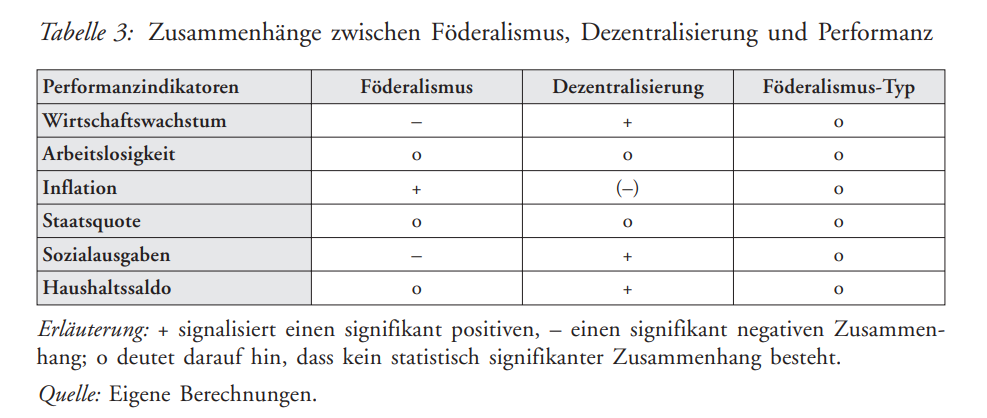 Tabelle 3: Zusammenhänge zwischen Föderalismus, Dezentralisierung und Performanz
Performanzindikatoren Föderalismus Dezentralisierung Föderalismus-Typ
Wirtschaftswachstum – + o
Arbeitslosigkeit o o o
Inflation + (–) o
Staatsquote o o o
Sozialausgaben – + o
Haushaltssaldo o + o
Erläuterung: + signalisiert einen signifikant positiven, – einen signifikant negativen Zusammen-
hang; o deutet darauf hin, dass kein statistisch signifikanter Zusammenhang besteht.
Quelle: Eigene Berechnungen.